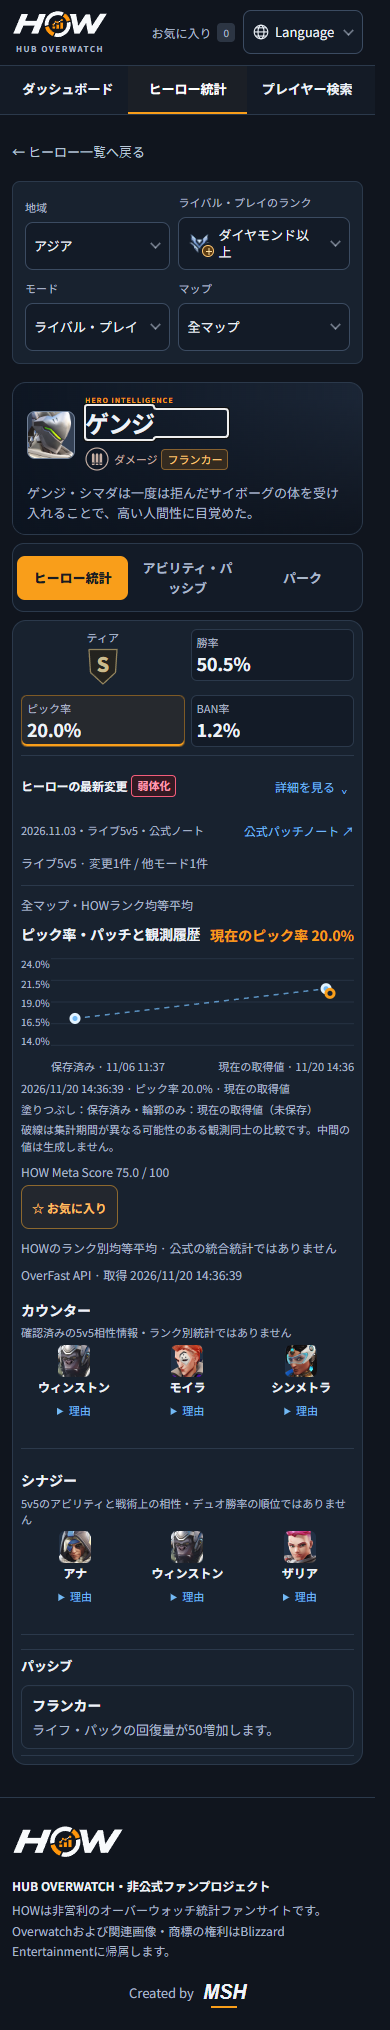 HOW
HUB OVERWATCH
お気に入り 0
Language
ダッシュボード
ヒーロー統計
プレイヤー検索
← ヒーロー一覧へ戻る
地域
アジア
ライバル・プレイのランク
ダイヤモンド以
上
モード
ライバル・プレイ
マップ
全マップ
HERO INTELLIGENCE
ゲンジ
ダメージ フランカー
ゲンジ・シマダは一度は拒んだサイボーグの体を受け
入れることで、高い人間性に目覚めた。
ヒーロー統計
アビリティ・パ
ッシブ
パーク
ティア
S
勝率
50.5%
ピック率
20.0%
BAN率
1.2%
ヒーローの最新変更 弱体化
詳細を見る ⌄
2026.11.03・ライブ5v5・公式ノート
公式パッチノート ↗
ライブ5v5 · 変更1件 / 他モード1件
全マップ・HOWランク均等平均
ピック率・パッチと観測履歴 現在のピック率 20.0%
24.0%
21.5%
19.0%
16.5%
14.0%
保存済み · 11/06 11:37
現在の取得値 · 11/20 14:36
2026/11/20 14:36:39 · ピック率 20.0% · 現在の取得値
塗りつぶし：保存済み・輪郭のみ：現在の取得値（未保存）
破線は集計期間が異なる可能性のある観測同士の比較です。中間の
値は生成しません。
HOW Meta Score 75.0 / 100
☆ お気に入り
HOWのランク別均等平均 · 公式の統合統計ではありません
OverFast API · 取得 2026/11/20 14:36:39
カウンター
確認済みの5v5相性情報・ランク別統計ではありません
ウィンストン
モイラ
シンメトラ
▶ 理由
▶ 理由
▶ 理由
シナジー
5v5のアビリティと戦術上の相性・デュオ勝率の順位ではありませ
ん
アナ
ウィンストン
ザリア
▶ 理由
▶ 理由
▶ 理由
パッシブ
フランカー
ライフ・パックの回復量が50増加します。
HOW
HUB OVERWATCH・非公式ファンプロジェクト
HOWは非営利のオーバーウォッチ統計ファンサイトです。
Overwatchおよび関連画像・商標の権利はBlizzard
Entertainmentに帰属します。
Created by MSH